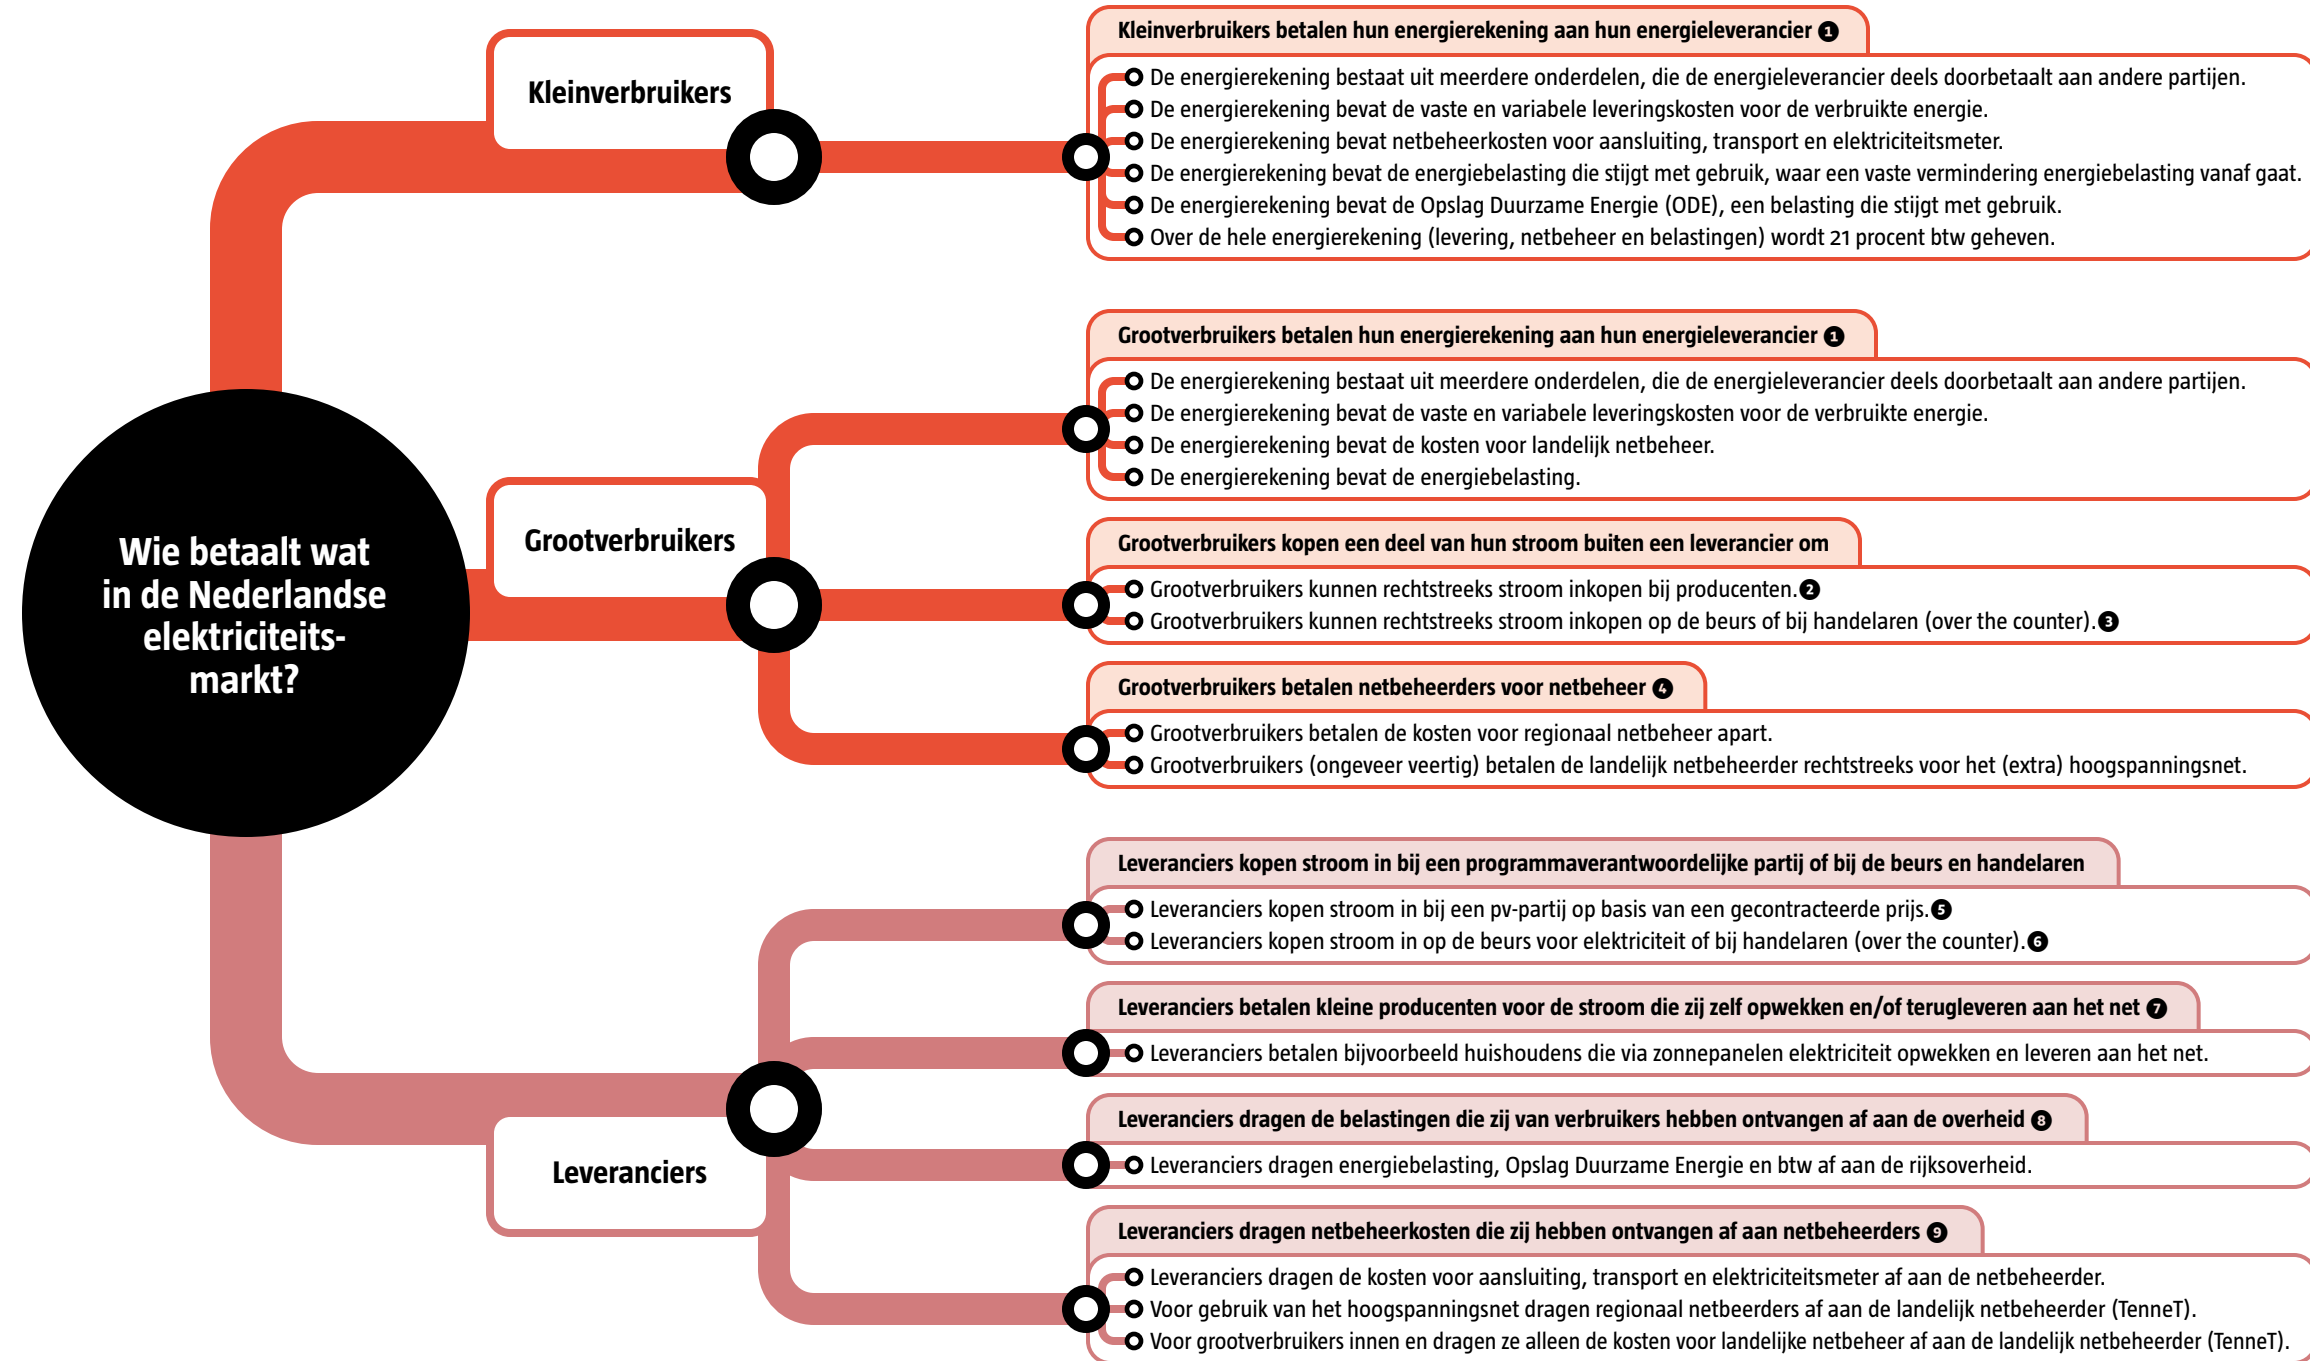 Wie betaalt wat
in de Nederlandse
elektriciteits-
markt?
Kleinverbruikers
Kleinverbruikers betalen hun energierekening aan hun energieleverancier ❶
De energierekening bestaat uit meerdere onderdelen, die de energieleverancier deels doorbetaalt aan andere partijen.
De energierekening bevat de vaste en variabele leveringskosten voor de verbruikte energie.
De energierekening bevat netbeheerkosten voor aansluiting, transport en elektriciteitsmeter.
De energierekening bevat de energiebelasting die stijgt met gebruik, waar een vaste vermindering energiebelasting vanaf gaat.
De energierekening bevat de Opslag Duurzame Energie (ODE), een belasting die stijgt met gebruik.
Over de hele energierekening (levering, netbeheer en belastingen) wordt 21 procent btw geheven.
Grootverbruikers
Grootverbruikers betalen hun energierekening aan hun energieleverancier ❶
De energierekening bestaat uit meerdere onderdelen, die de energieleverancier deels doorbetaalt aan andere partijen.
De energierekening bevat de vaste en variabele leveringskosten voor de verbruikte energie.
De energierekening bevat de kosten voor landelijk netbeheer.
De energierekening bevat de energiebelasting.
Grootverbruikers kopen een deel van hun stroom buiten een leverancier om
Grootverbruikers kunnen rechtstreeks stroom inkopen bij producenten.❷
Grootverbruikers kunnen rechtstreeks stroom inkopen op de beurs of bij handelaren (over the counter).❸
Grootverbruikers betalen netbeheerders voor netbeheer ❹
Grootverbruikers betalen de kosten voor regionaal netbeheer apart.
Grootverbruikers (ongeveer veertig) betalen de landelijk netbeheerder rechtstreeks voor het (extra) hoogspanningsnet.
Leveranciers
Leveranciers kopen stroom in bij een programmaverantwoordelijke partij of bij de beurs en handelaren
Leveranciers kopen stroom in bij een pv-partij op basis van een gecontracteerde prijs.❺
Leveranciers kopen stroom in op de beurs voor elektriciteit of bij handelaren (over the counter).❻
Leveranciers betalen kleine producenten voor de stroom die zij zelf opwekken en/of terugleveren aan het net ❼
Leveranciers betalen bijvoorbeeld huishoudens die via zonnepanelen elektriciteit opwekken en leveren aan het net.
Leveranciers dragen de belastingen die zij van verbruikers hebben ontvangen af aan de overheid ❽
Leveranciers dragen energiebelasting, Opslag Duurzame Energie en btw af aan de rijksoverheid.
Leveranciers dragen netbeheerkosten die zij hebben ontvangen af aan netbeheerders ❾
Leveranciers dragen de kosten voor aansluiting, transport en elektriciteitsmeter af aan de netbeheerder.
Voor gebruik van het hoogspanningsnet dragen regionaal netbeerders af aan de landelijk netbeheerder (TenneT).
Voor grootverbruikers innen en dragen ze alleen de kosten voor landelijke netbeheer af aan de landelijk netbeheerder (TenneT).